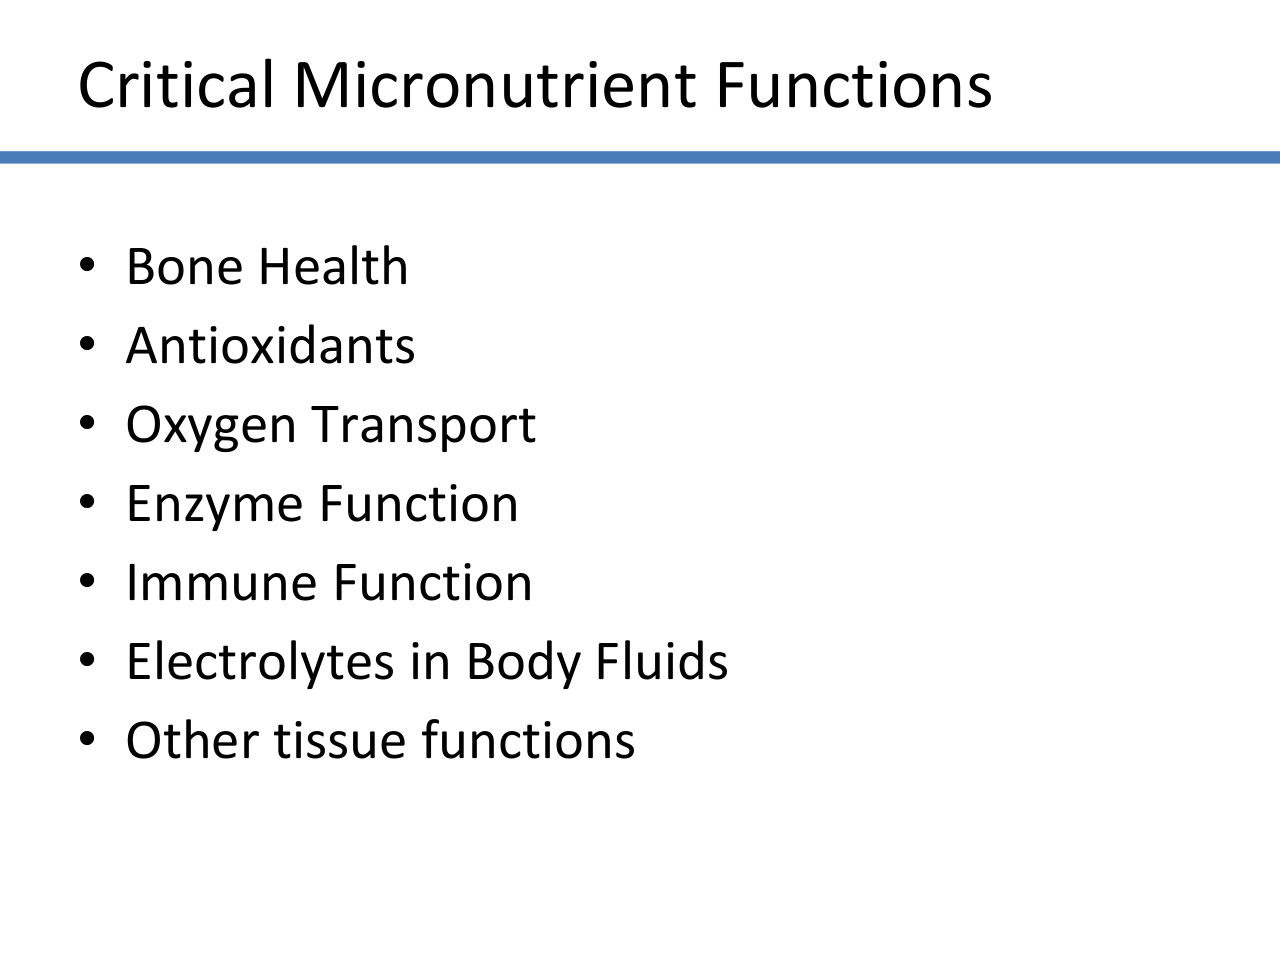 Critical Micronutrient Functions
• Bone Health
• Antioxidants
• Oxygen Transport
• Enzyme Function
• Immune Function
• Electrolytes in Body Fluids
• Other tissue functions